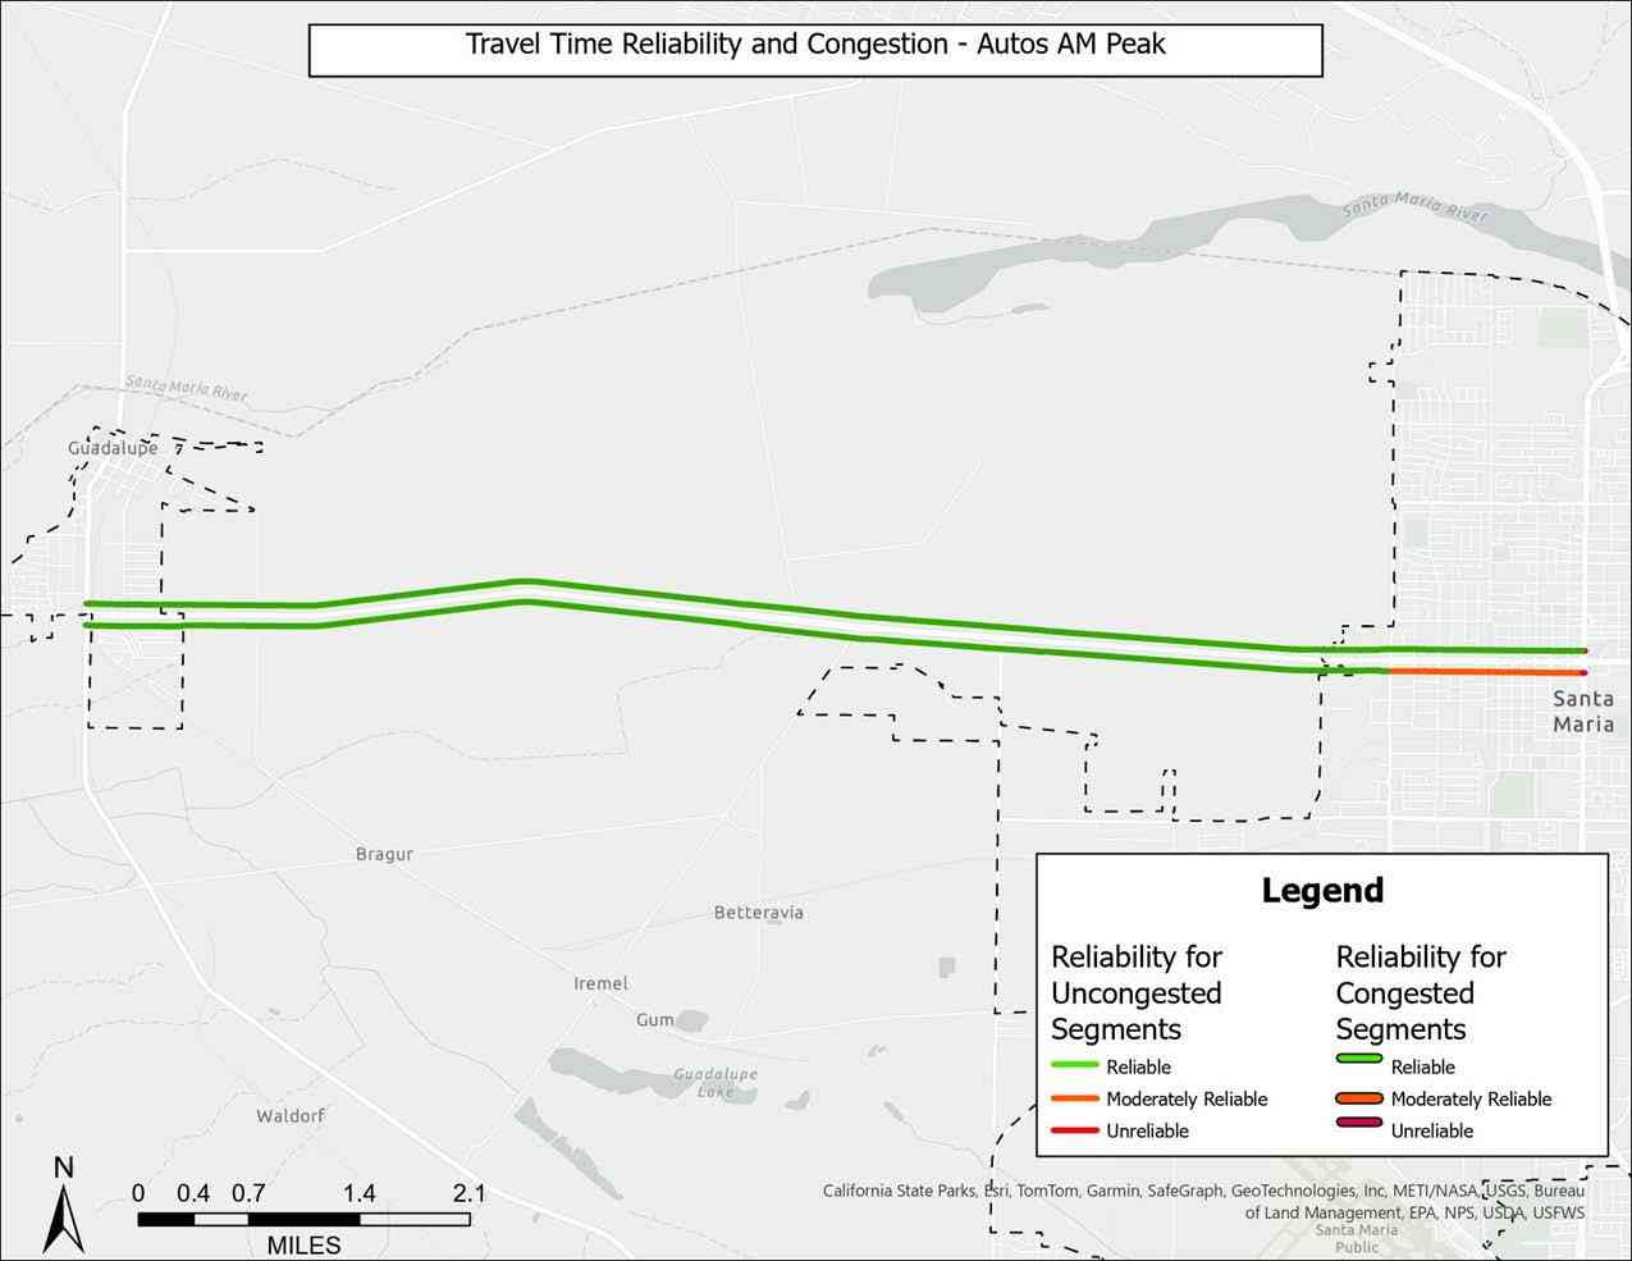 Travel Time Reliability and Congestion - Autos AM Peak
Santa Maria River
Santa Maria River
Guadalupe
Santa
Maria
Bragur
Betteravia
Iremel
Gum
Guadalupe
Lake
Waldorf
Legend
Reliability for
Uncongested
Segments
Reliable
Moderately Reliable
Unreliable
Reliability for
Congested
Segments
Reliable
Moderately Reliable
Unreliable
N
0 0.4 0.7 1.4 2.1
MILES
California State Parks, Esri, TomTom, Garmin, SafeGraph, GeoTechnologies, Inc, METI/NASA, USGS, Bureau
of Land Management, EPA, NPS, USDA, USFWS
Santa Maria
Public